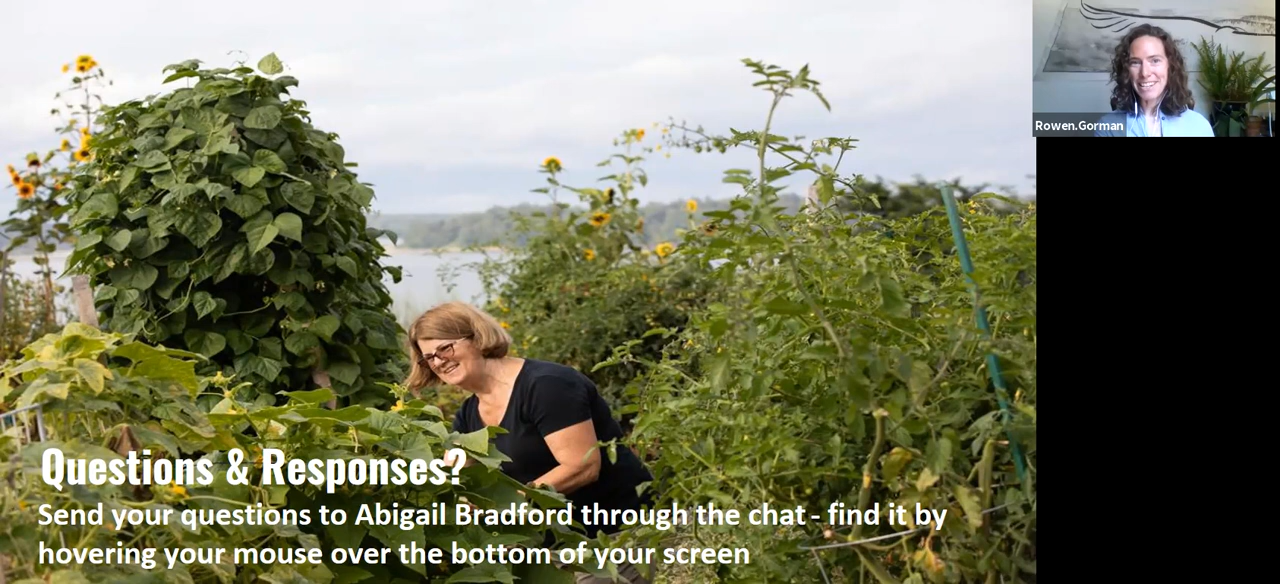 Rowen.Gorman
Questions & Responses?
Send your questions to Abigail Bradford through the chat - find it by
hovering your mouse over the bottom of your screen